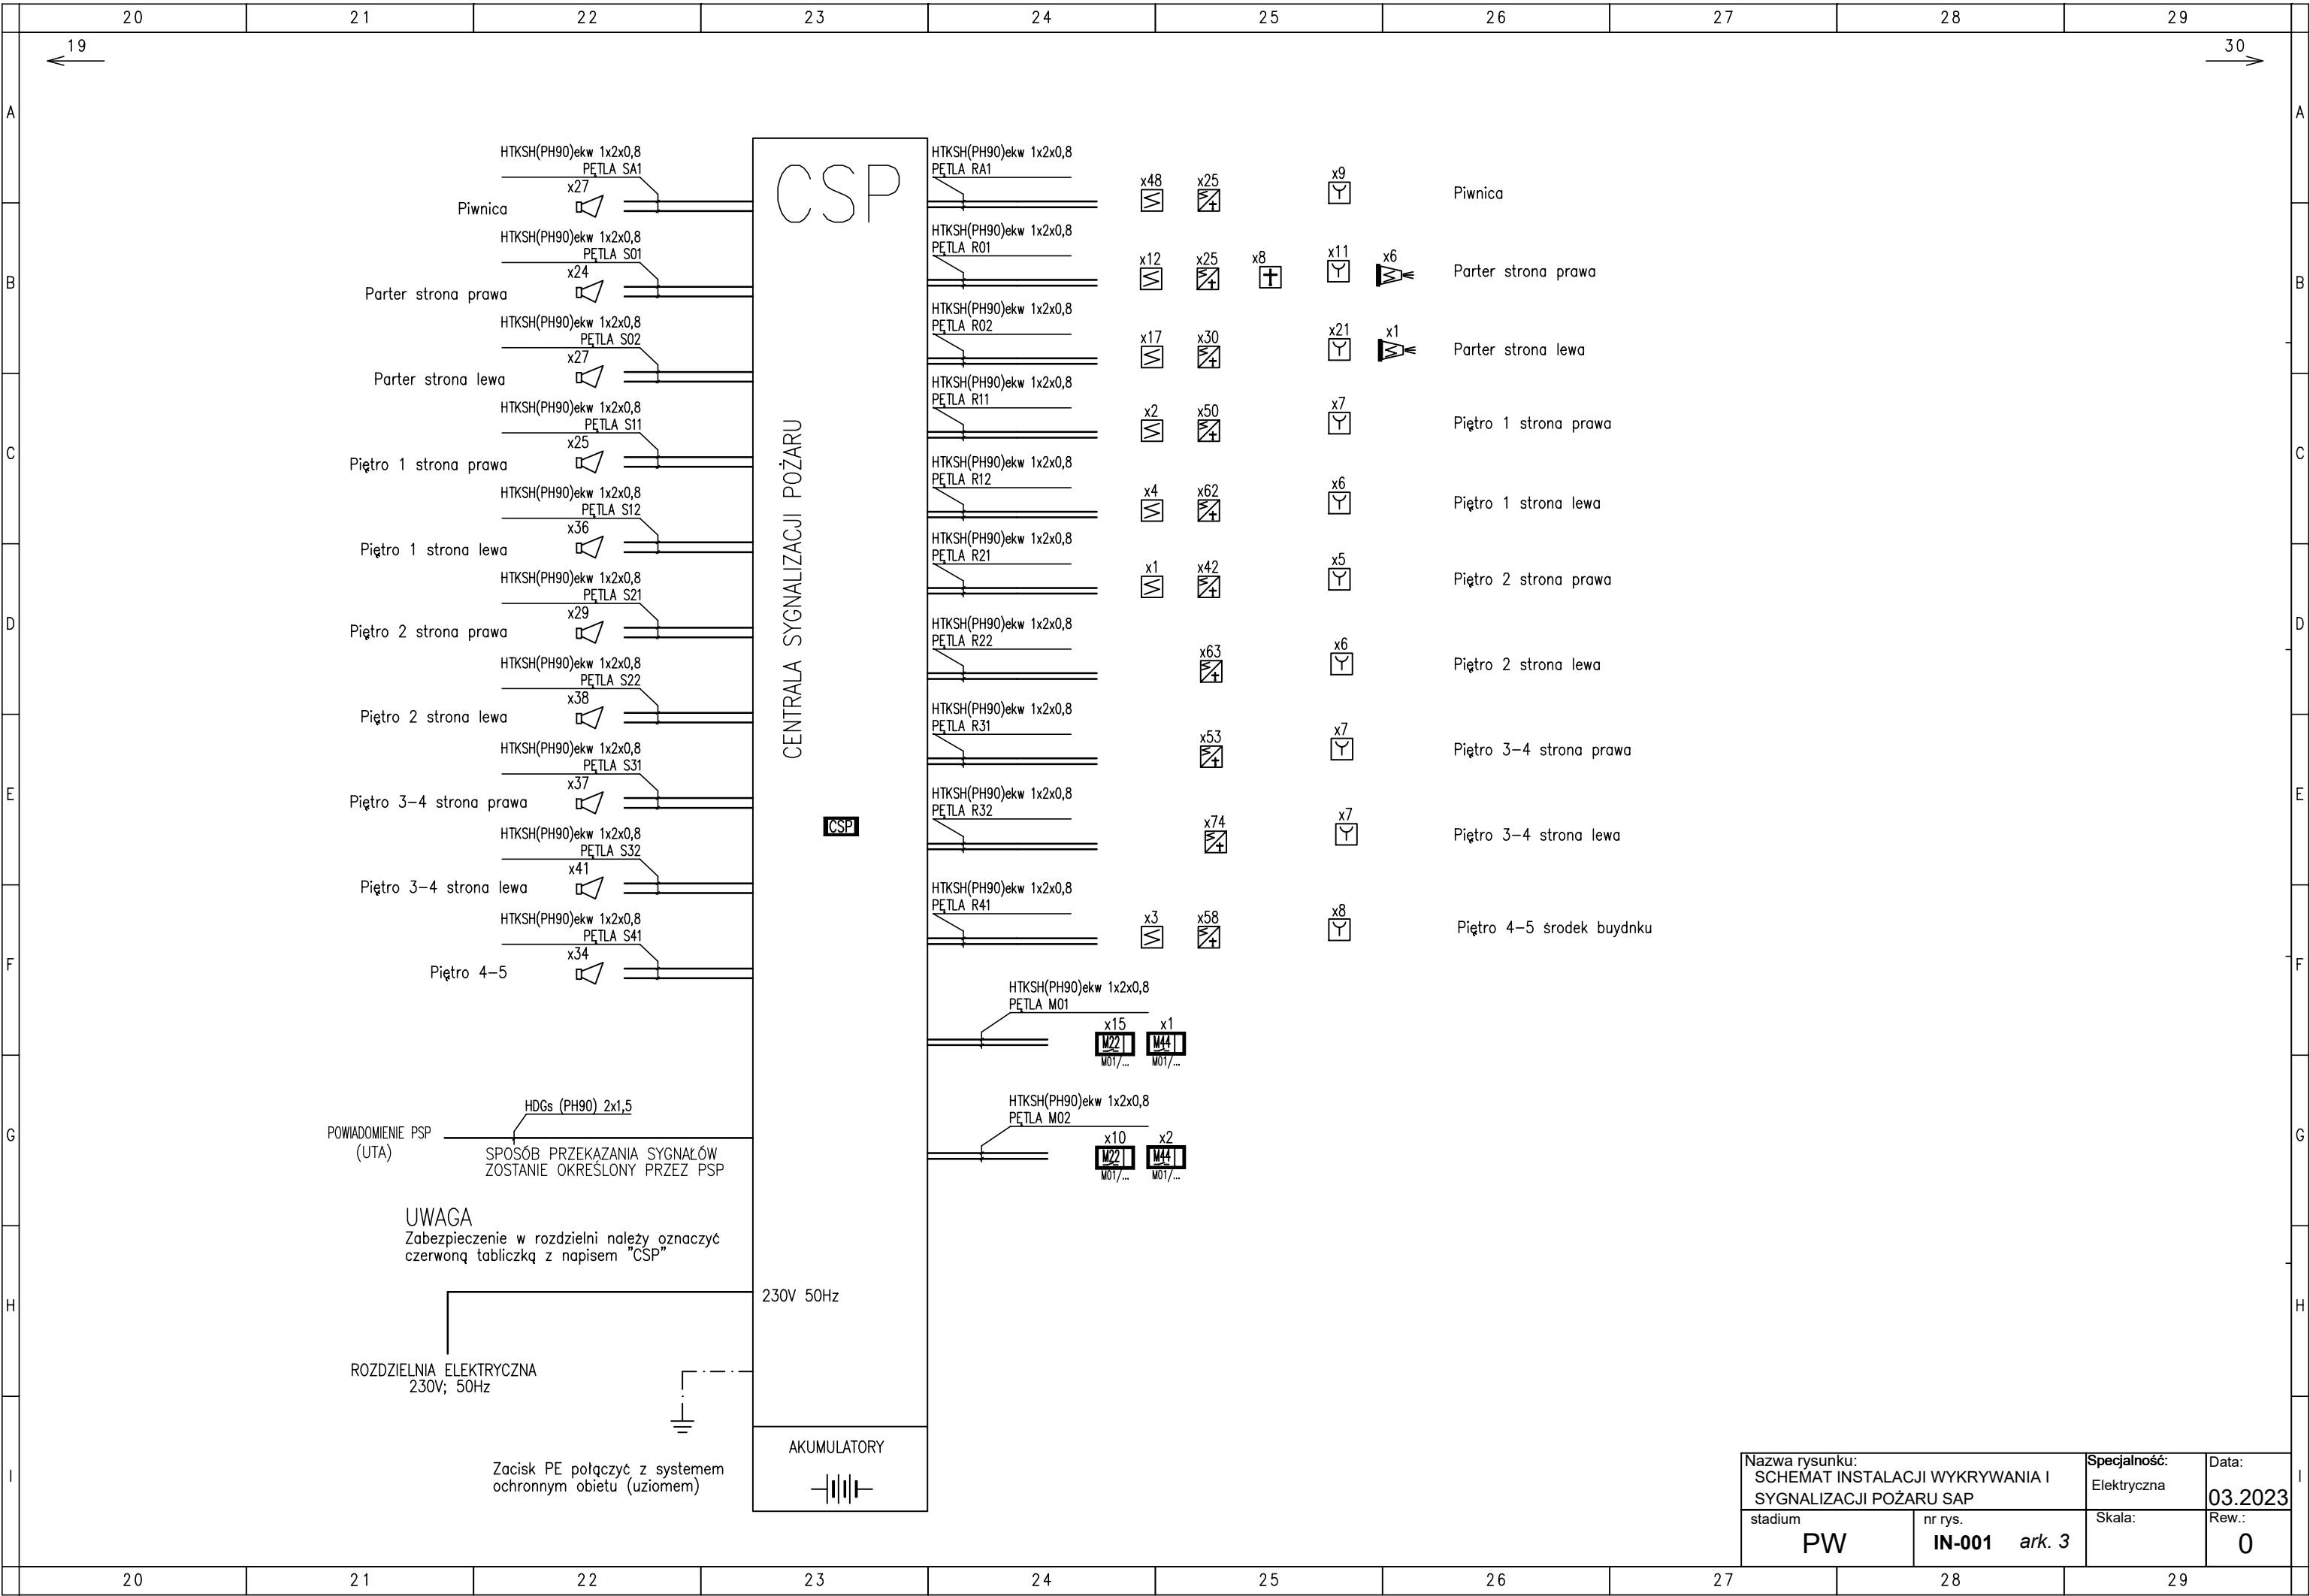 20 21 22 23 24 25 26 27 28 29
19
30
A
A
B
B
C
C
D
D
E
E
F
F
G
G
H
H
I
I
CSP
CENTRALA SYGNALIZACJI POŻARU
CSP
HTKSH(PH90)ekw 1x2x0,8
PĘTLA SA1
x27
Piwnica
HTKSH(PH90)ekw 1x2x0,8
PĘTLA S01
x24
Parter strona prawa
HTKSH(PH90)ekw 1x2x0,8
PĘTLA S02
x27
Parter strona lewa
HTKSH(PH90)ekw 1x2x0,8
PĘTLA S11
x25
Piętro 1 strona prawa
HTKSH(PH90)ekw 1x2x0,8
PĘTLA S12
x36
Piętro 1 strona lewa
HTKSH(PH90)ekw 1x2x0,8
PĘTLA S21
x29
Piętro 2 strona prawa
HTKSH(PH90)ekw 1x2x0,8
PĘTLA S22
x38
Piętro 2 strona lewa
HTKSH(PH90)ekw 1x2x0,8
PĘTLA S31
x37
Piętro 3-4 strona prawa
HTKSH(PH90)ekw 1x2x0,8
PĘTLA S32
x41
Piętro 3-4 strona lewa
HTKSH(PH90)ekw 1x2x0,8
PĘTLA S41
x34
Piętro 4-5
HTKSH(PH90)ekw 1x2x0,8
PĘTLA RA1
x48 x25 x9
Piwnica
HTKSH(PH90)ekw 1x2x0,8
PĘTLA R01
x12 x25 x8 x11 x6
Parter strona prawa
HTKSH(PH90)ekw 1x2x0,8
PĘTLA R02
x17 x30 x21 x1
Parter strona lewa
HTKSH(PH90)ekw 1x2x0,8
PĘTLA R11
x2 x50 x7
Piętro 1 strona prawa
HTKSH(PH90)ekw 1x2x0,8
PĘTLA R12
x4 x62 x6
Piętro 1 strona lewa
HTKSH(PH90)ekw 1x2x0,8
PĘTLA R21
x1 x42 x5
Piętro 2 strona prawa
HTKSH(PH90)ekw 1x2x0,8
PĘTLA R22
x63 x6
Piętro 2 strona lewa
HTKSH(PH90)ekw 1x2x0,8
PĘTLA R31
x53 x7
Piętro 3-4 strona prawa
HTKSH(PH90)ekw 1x2x0,8
PĘTLA R32
x74 x7
Piętro 3-4 strona lewa
HTKSH(PH90)ekw 1x2x0,8
PĘTLA R41
x3 x58 x8
Piętro 4-5 środek buydnku
HTKSH(PH90)ekw 1x2x0,8
PĘTLA M01
x15 x1
M22 M44
M01/... M01/...
HTKSH(PH90)ekw 1x2x0,8
PĘTLA M02
x10 x2
M22 M44
M01/... M01/...
HDGs (PH90) 2x1,5
POWIADOMIENIE PSP
(UTA)
SPOSÓB PRZEKAZANIA SYGNAŁÓW
ZOSTANIE OKREŚLONY PRZEZ PSP
UWAGA
Zabezpieczenie w rozdzielni należy oznaczyć
czerwoną tabliczką z napisem "CSP"
230V 50Hz
ROZDZIELNIA ELEKTRYCZNA
230V; 50Hz
AKUMULATORY
Zacisk PE połączyć z systemem
ochronnym obietu (uziomem)
Nazwa rysunku:
SCHEMAT INSTALACJI WYKRYWANIA I
SYGNALIZACJI POŻARU SAP
Specjalność:
Elektryczna
Data:
03.2023
stadium
PW
nr rys.
IN-001 ark. 3
Skala:
Rew.:
0
20 21 22 23 24 25 26 27 28 29